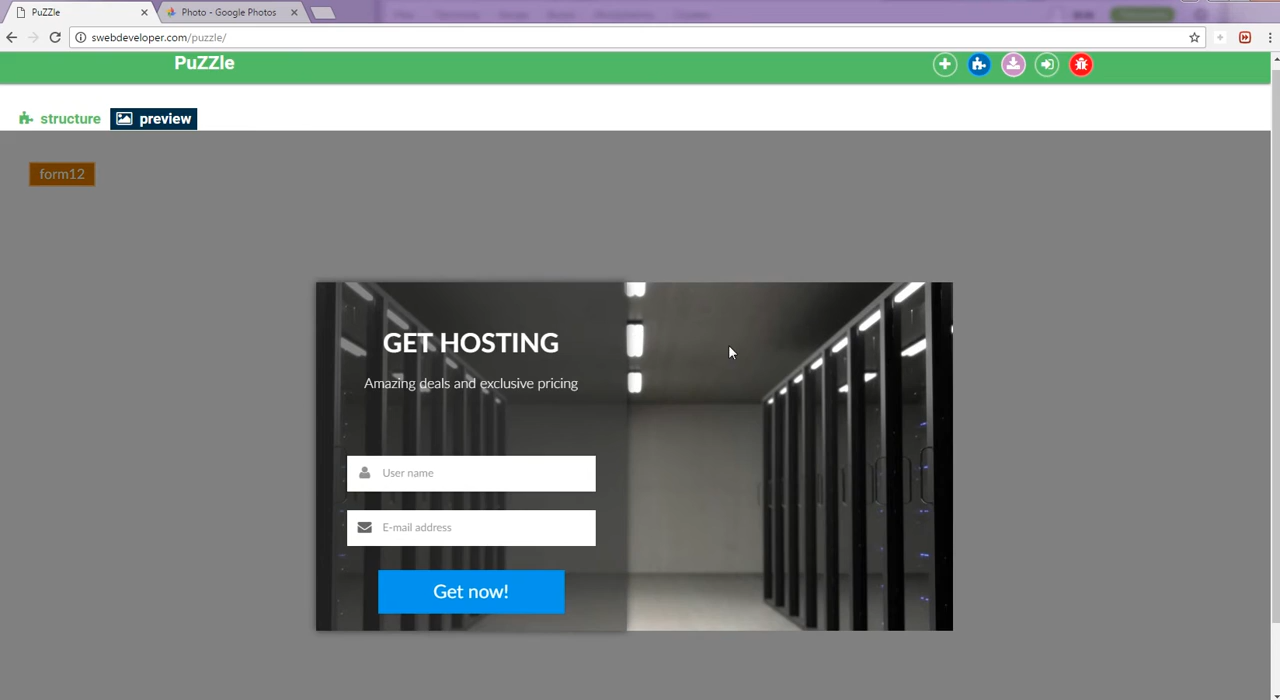 PuZZle
Photo - Google Photos
swebdeveloper.com/puzzle/
PuZZle
structure
preview
form12
GET HOSTING
Amazing deals and exclusive pricing
User name
E-mail address
Get now!